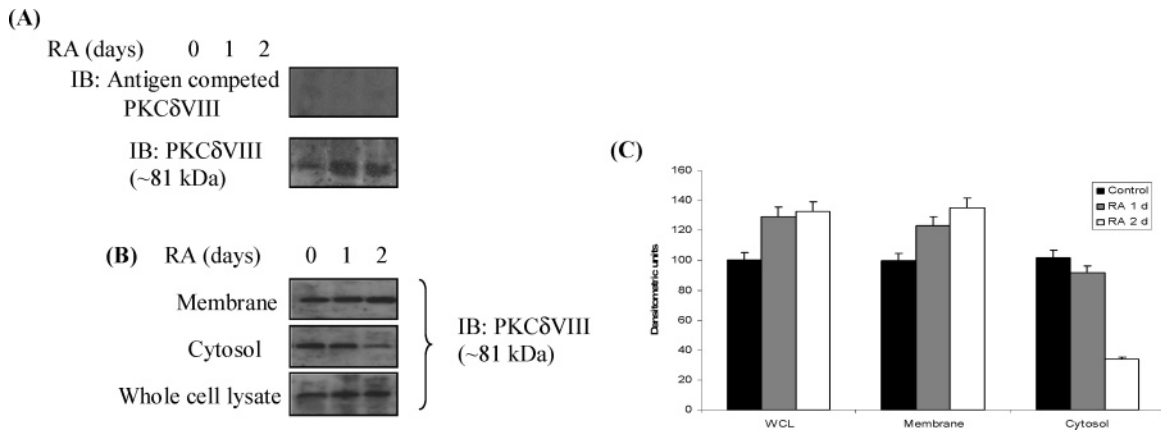 (A)
RA (days) 0 1 2
IB: Antigen competed
PKCδVIII
IB: PKCδVIII
(~81 kDa)
(B) RA (days) 0 1 2
Membrane
Cytosol
Whole cell lysate
IB: PKCδVIII
(~81 kDa)
(C)
160
140
120
100
80
60
40
20
0
Densitometric units
WCL Membrane Cytosol
Control
RA 1 d
RA 2 d